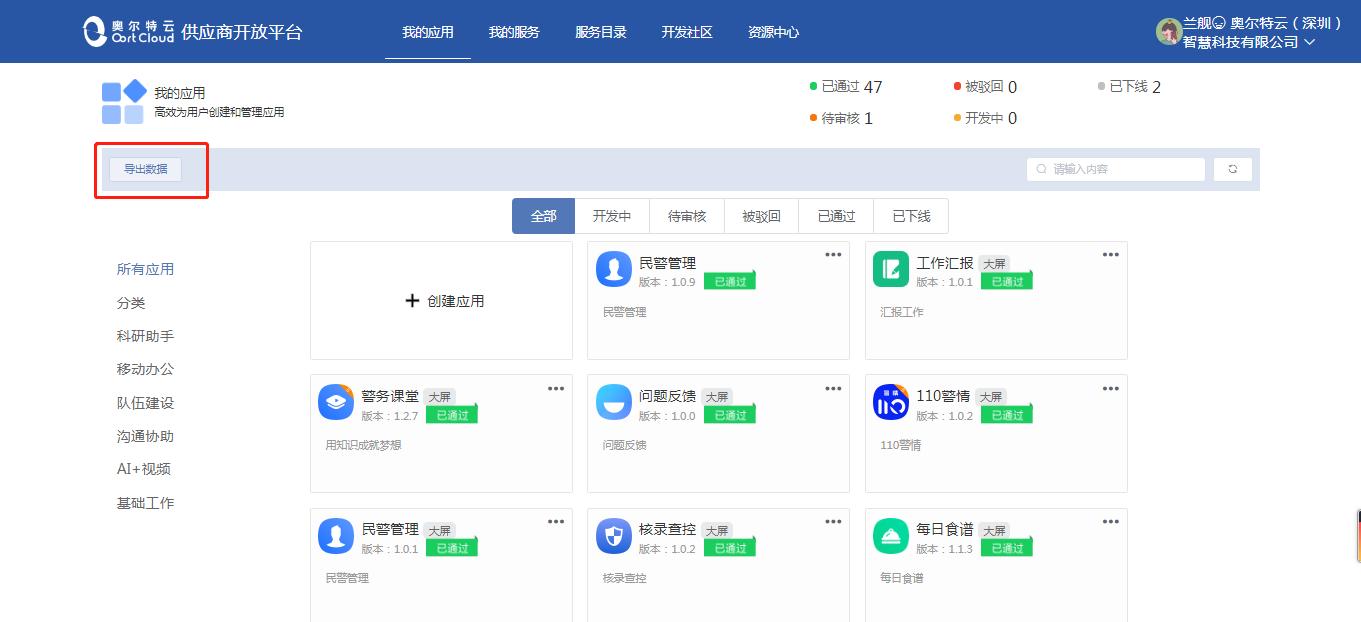 奥尔特云
Oort Cloud
供应商开放平台
我的应用 我的服务 服务目录 开发社区 资源中心
兰舰 奥尔特云(深圳)
智慧科技有限公司
我的应用
高效为用户创建和管理应用
已通过 47 被驳回 0 已下线 2
待审核 1 开发中 0
导出数据
请输入内容
全部 开发中 待审核 被驳回 已通过 已下线
所有应用
分类
科研助手
移动办公
队伍建设
沟通协助
AI+视频
基础工作
创建应用
民警管理
版本:1.0.9 已通过
民警管理
工作汇报 大屏
版本:1.0.1 已通过
汇报工作
警务课堂 大屏
版本:1.2.7 已通过
用知识成就梦想
问题反馈 大屏
版本:1.0.0 已通过
问题反馈
110警情 大屏
版本:1.0.2 已通过
110警情
民警管理 大屏
版本:1.0.1 已通过
民警管理
核录查控 大屏
版本:1.0.2 已通过
核录查控
每日食谱 大屏
版本:1.1.3 已通过
每日食谱